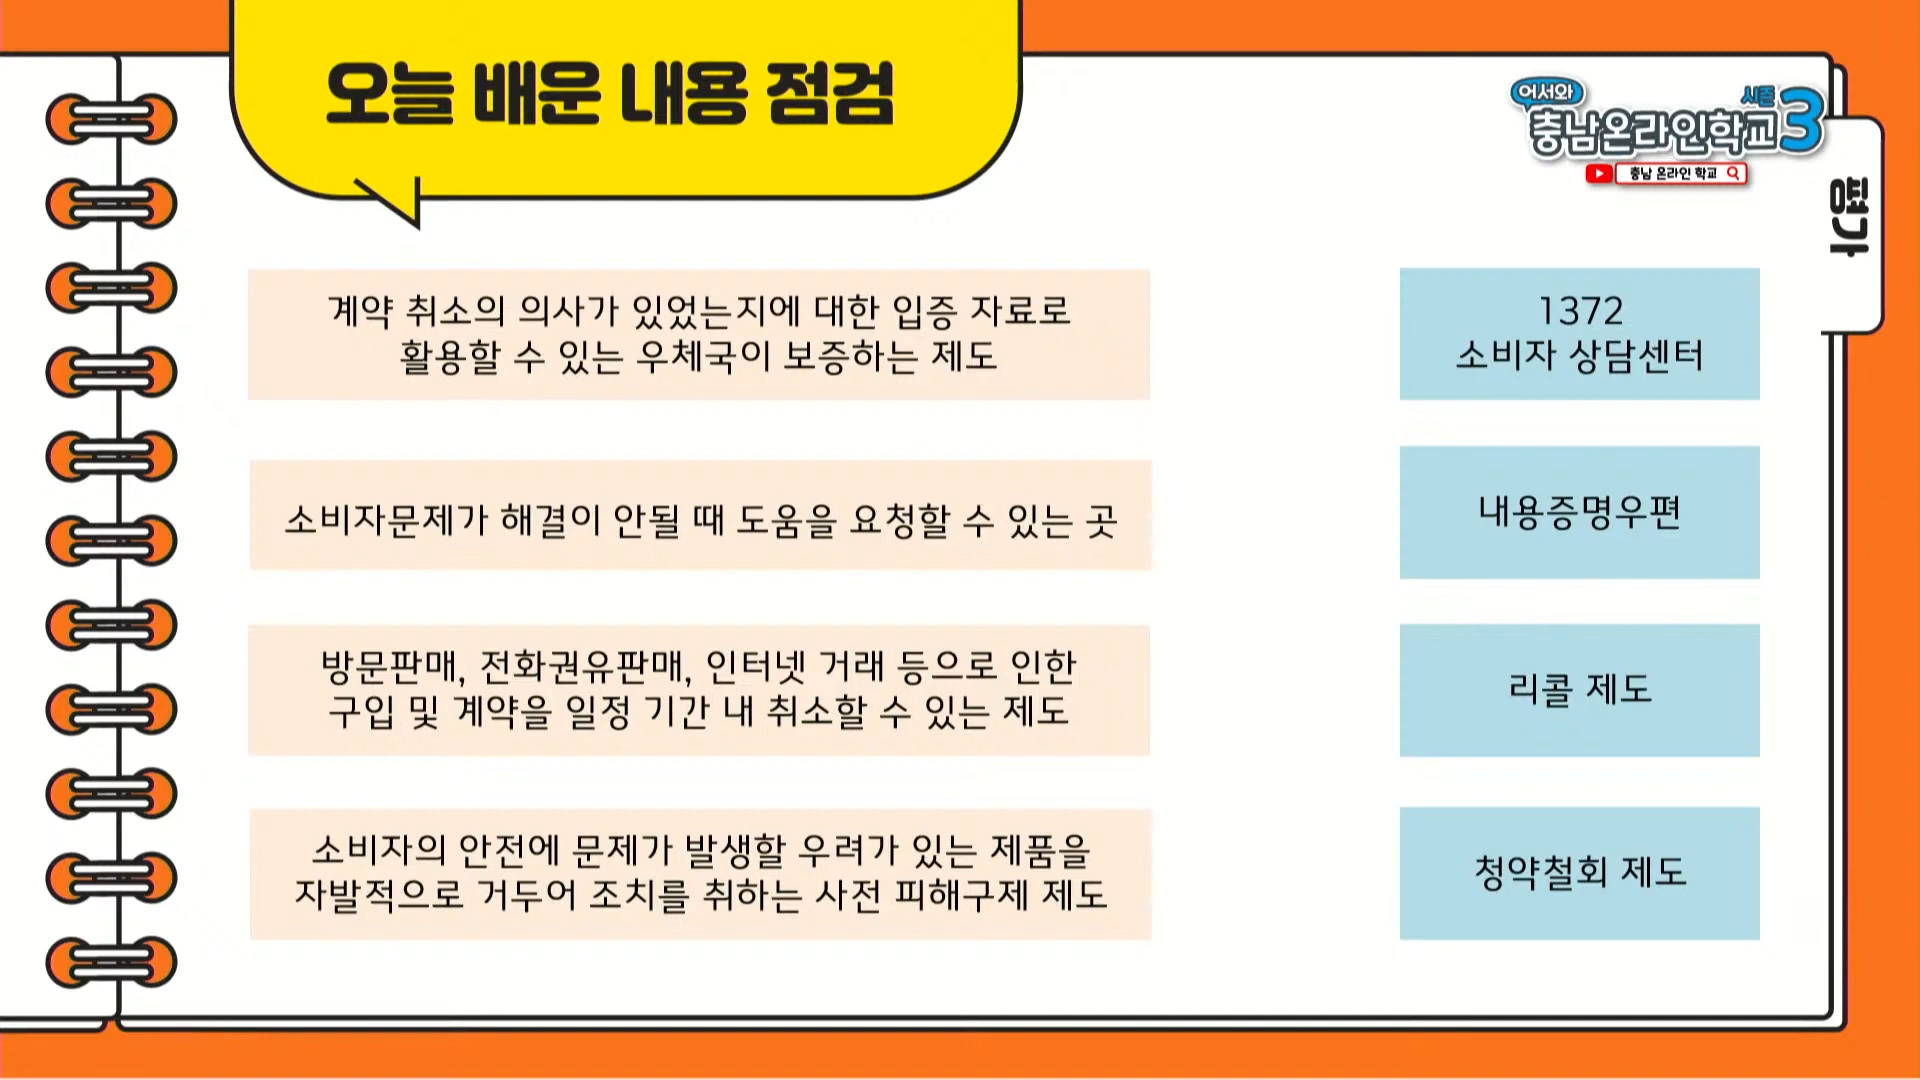 오늘 배운 내용 점검
어서와
시즌
충남온라인학교3
충남 온라인 학교
평가
계약 취소의 의사가 있었는지에 대한 입증 자료로
활용할 수 있는 우체국이 보증하는 제도
1372
소비자 상담센터
소비자문제가 해결이 안될 때 도움을 요청할 수 있는 곳
내용증명우편
방문판매, 전화권유판매, 인터넷 거래 등으로 인한
구입 및 계약을 일정 기간 내 취소할 수 있는 제도
리콜 제도
소비자의 안전에 문제가 발생할 우려가 있는 제품을
자발적으로 거두어 조치를 취하는 사전 피해구제 제도
청약철회 제도